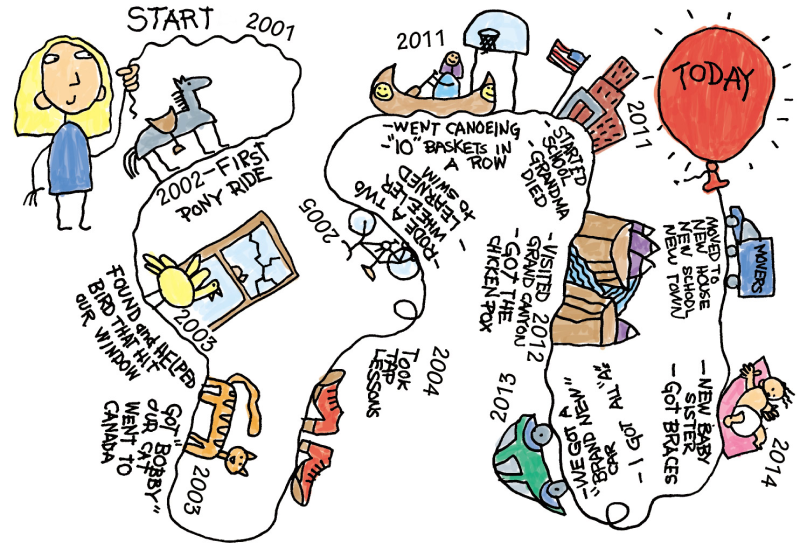 START
2001
2002-FIRST
PONY RIDE
2003
FOUND and HELPED
BIRD THAT HIT
OUR WINDOW
2003
GOT "BOBBY"
OUR CAT
WENT TO
CANADA
2004
TOOK
TAP
LESSONS
2005
-RODE A TWO
WHEELER
-LEARNED
TO SWIM
2011
-WENT CANOEING
-"10" BASKETS IN
A ROW
2011
-STARTED
SCHOOL
-GRANDMA
DIED
2012
-VISITED
GRAND CANYON
-GOT THE
CHICKEN POX
2013
-WE GOT A
"BRAND NEW"
CAR
-I GOT ALL "A"s
2014
-NEW BABY
SISTER
-GOT BRACES
MOVED TO
NEW HOUSE
NEW SCHOOL
NEW TOWN
MOVERS
TODAY